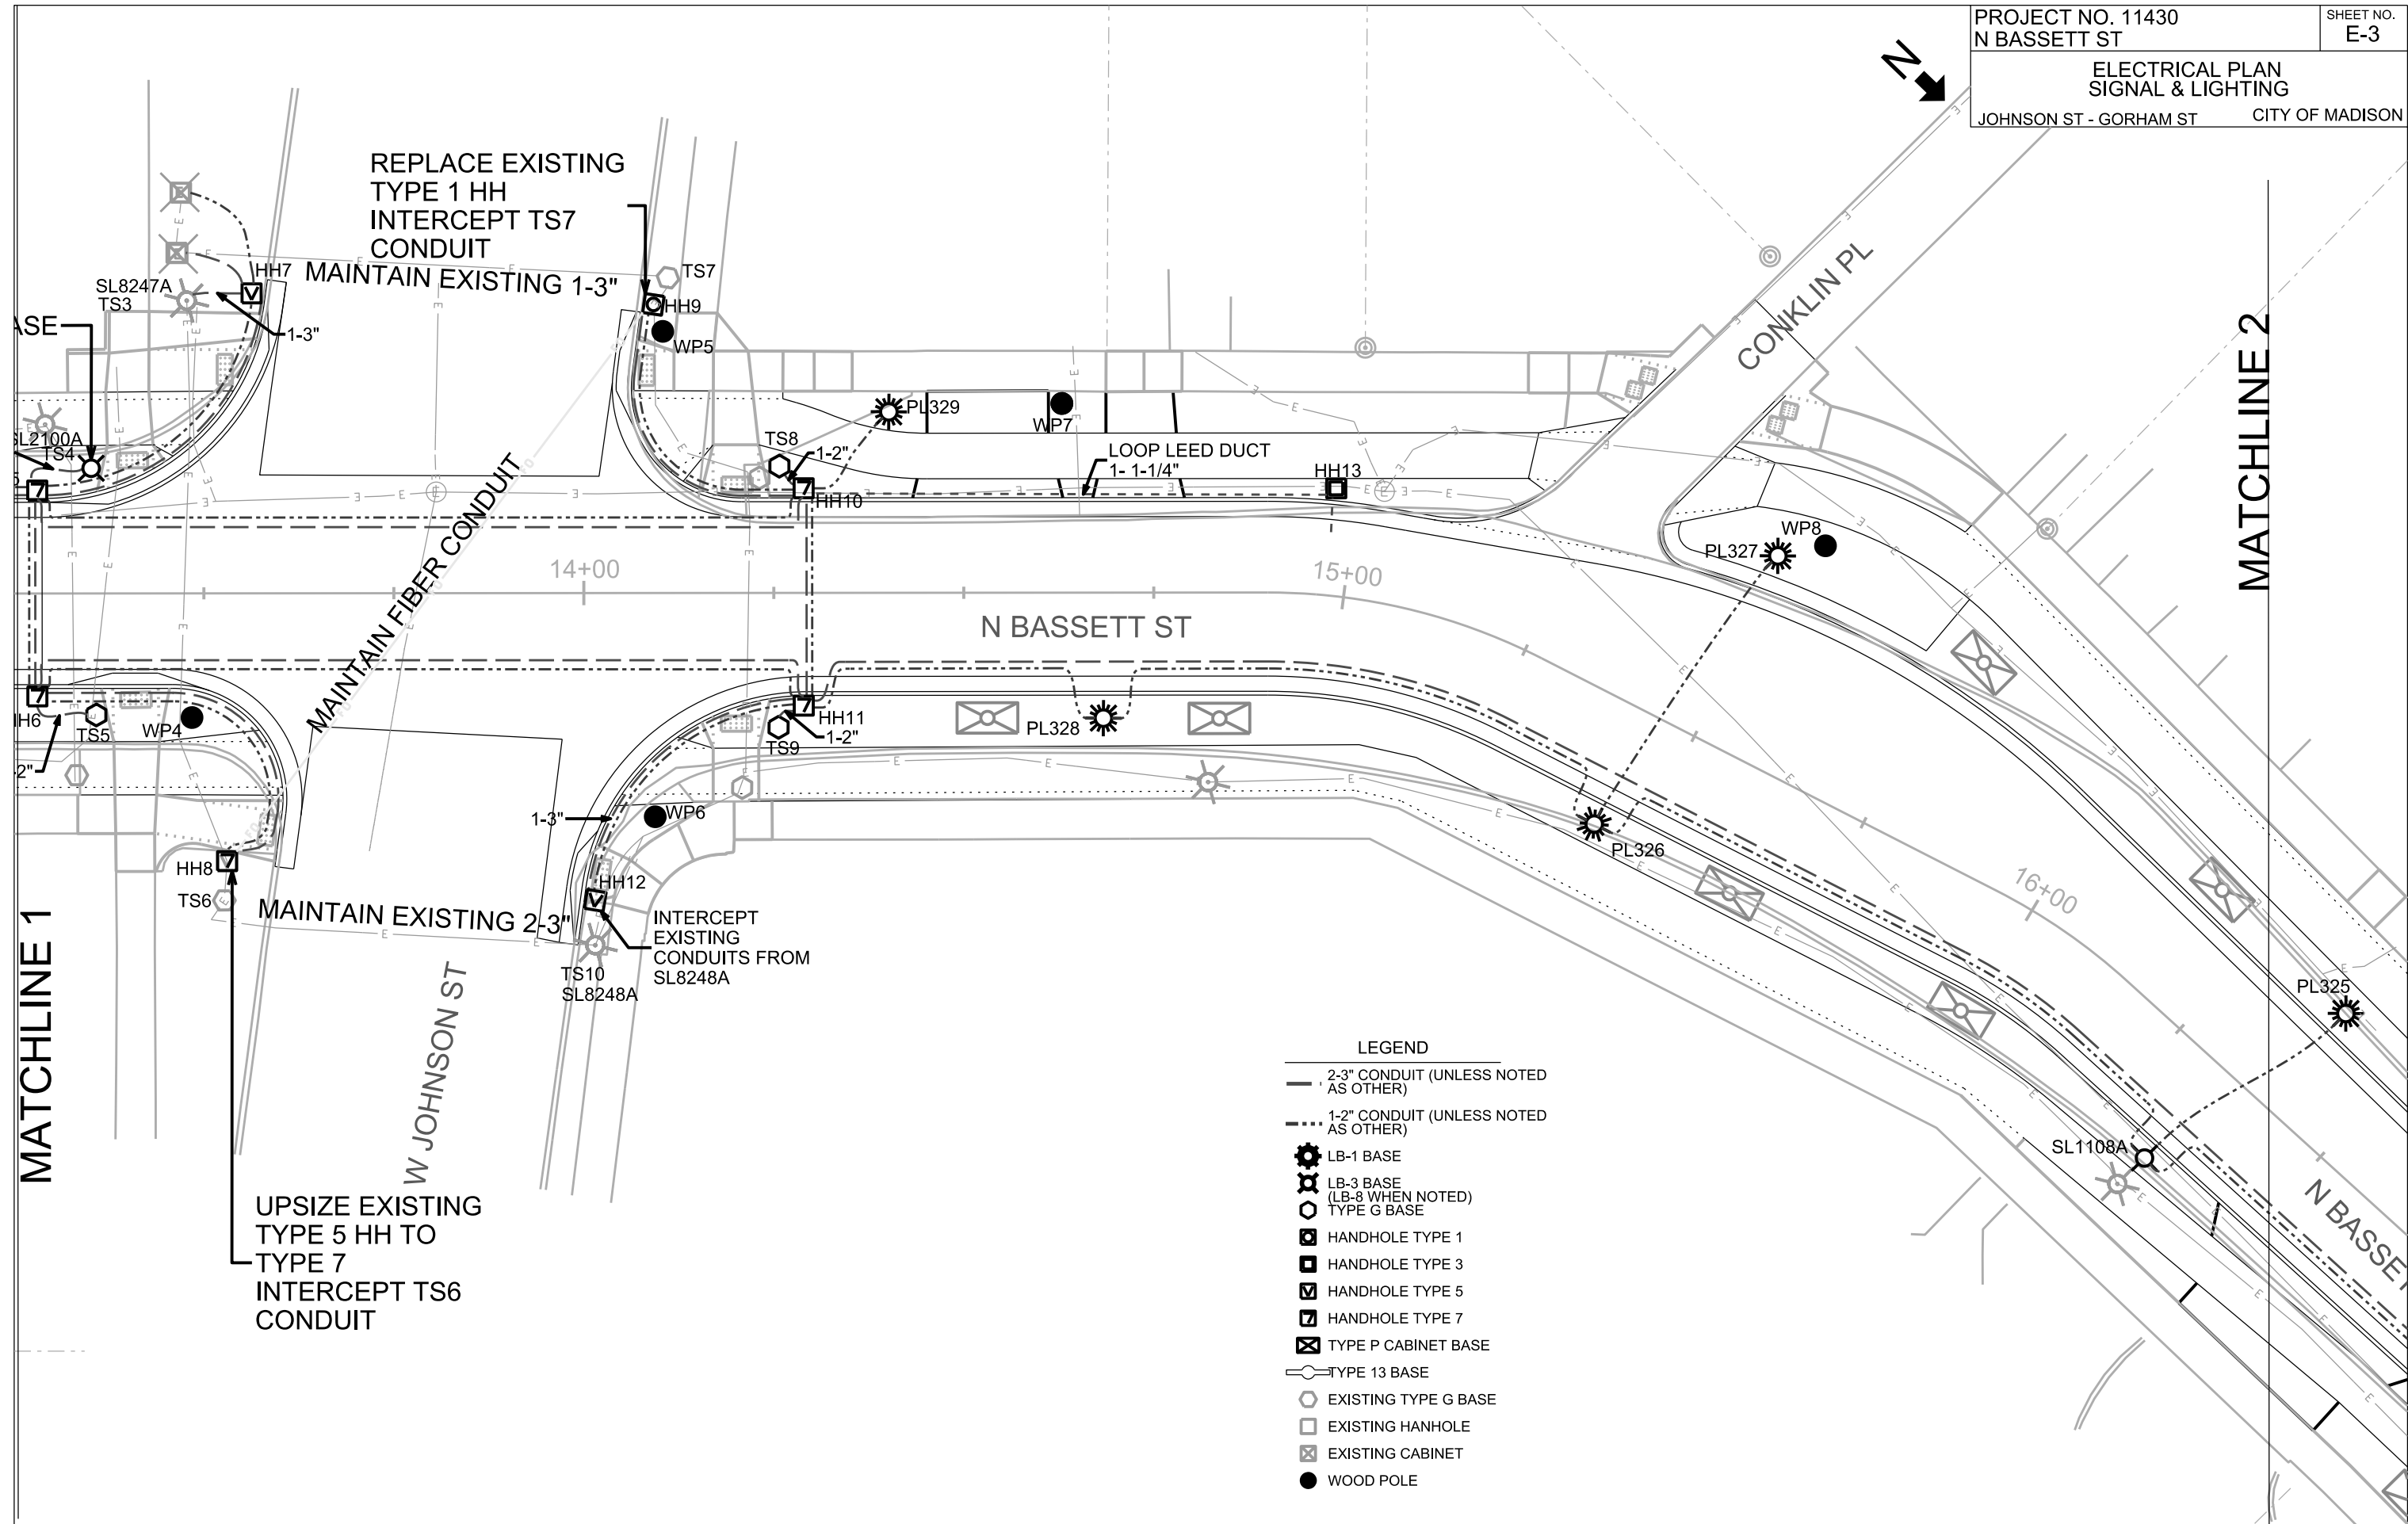 PROJECT NO. 11430
N BASSETT ST
SHEET NO.
E-3
ELECTRICAL PLAN
SIGNAL & LIGHTING
JOHNSON ST - GORHAM ST
CITY OF MADISON
N
REPLACE EXISTING
TYPE 1 HH
INTERCEPT TS7
CONDUIT
MAINTAIN EXISTING 1-3"
HH7
SL8247A
TS3
1-3"
ASE
SL2100A
TS4
TS7
HH9
WP5
TS8
1-2"
HH10
PL329
WP7
LOOP LEED DUCT
1- 1-1/4"
HH13
CONKLIN PL
PL327
WP8
MATCHLINE 2
MAINTAIN FIBER CONDUIT
14+00
15+00
16+00
N BASSETT ST
HH6
TS5
WP4
2"
HH11
1-2"
TS9
PL328
1-3"
WP6
PL326
HH8
TS6
HH12
MAINTAIN EXISTING 2-3"
INTERCEPT
EXISTING
CONDUITS FROM
SL8248A
TS10
SL8248A
MATCHLINE 1
W JOHNSON ST
UPSIZE EXISTING
TYPE 5 HH TO
TYPE 7
INTERCEPT TS6
CONDUIT
PL325
SL1108A
N BASSET
LEGEND
2-3" CONDUIT (UNLESS NOTED
AS OTHER)
1-2" CONDUIT (UNLESS NOTED
AS OTHER)
LB-1 BASE
LB-3 BASE
(LB-8 WHEN NOTED)
TYPE G BASE
HANDHOLE TYPE 1
HANDHOLE TYPE 3
HANDHOLE TYPE 5
HANDHOLE TYPE 7
TYPE P CABINET BASE
TYPE 13 BASE
EXISTING TYPE G BASE
EXISTING HANHOLE
EXISTING CABINET
WOOD POLE